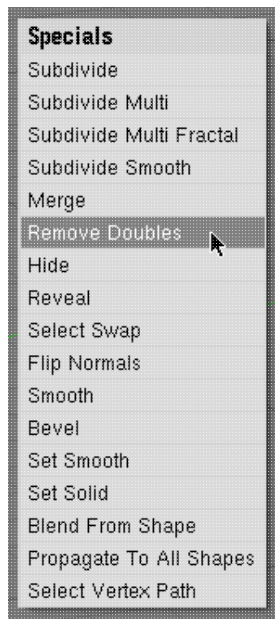 Specials
Subdivide
Subdivide Multi
Subdivide Multi Fractal
Subdivide Smooth
Merge
Remove Doubles
Hide
Reveal
Select Swap
Flip Normals
Smooth
Bevel
Set Smooth
Set Solid
Blend From Shape
Propagate To All Shapes
Select Vertex Path